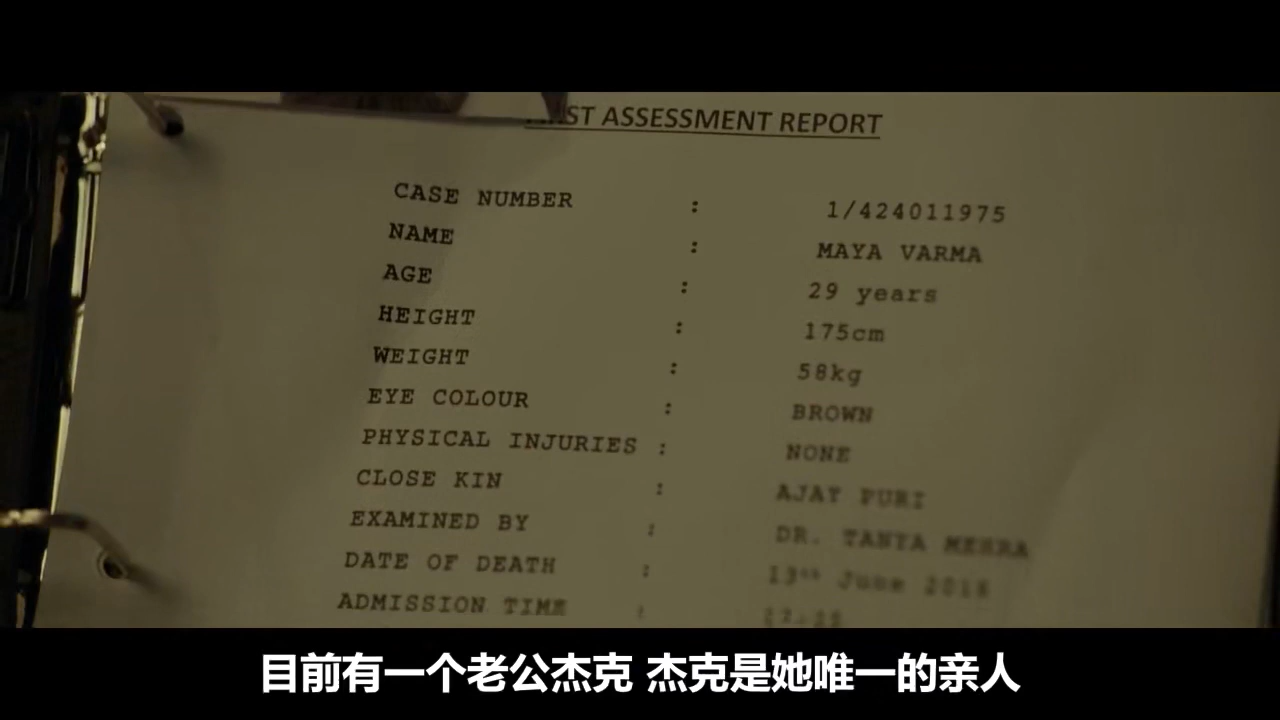 ST ASSESSMENT REPORT
CASE NUMBER : 1/424011975
NAME : MAYA VARMA
AGE : 29 years
HEIGHT : 175cm
WEIGHT : 58kg
EYE COLOUR : BROWN
PHYSICAL INJURIES : NONE
CLOSE KIN : AJAY PURI
EXAMINED BY : DR. TANYA MEHRA
DATE OF DEATH : 13th June
ADMISSION TIME :
目前有一个老公杰克 杰克是她唯一的亲人